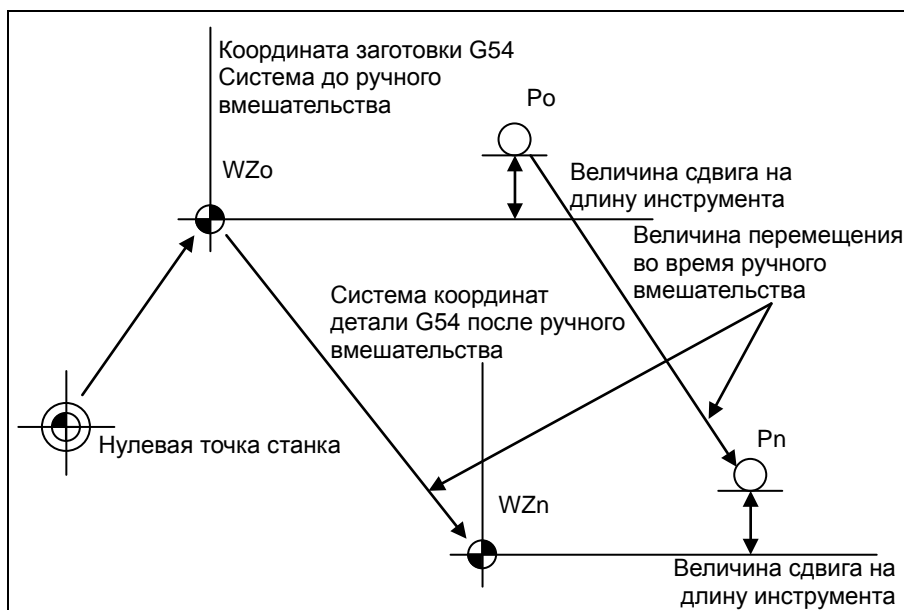 Координата заготовки G54
Система до ручного
вмешательства
Po
WZo
Величина сдвига на
длину инструмента
Величина перемещения
во время ручного
вмешательства
Система координат
детали G54 после ручного
вмешательства
Нулевая точка станка
Pn
WZn
Величина сдвига на
длину инструмента